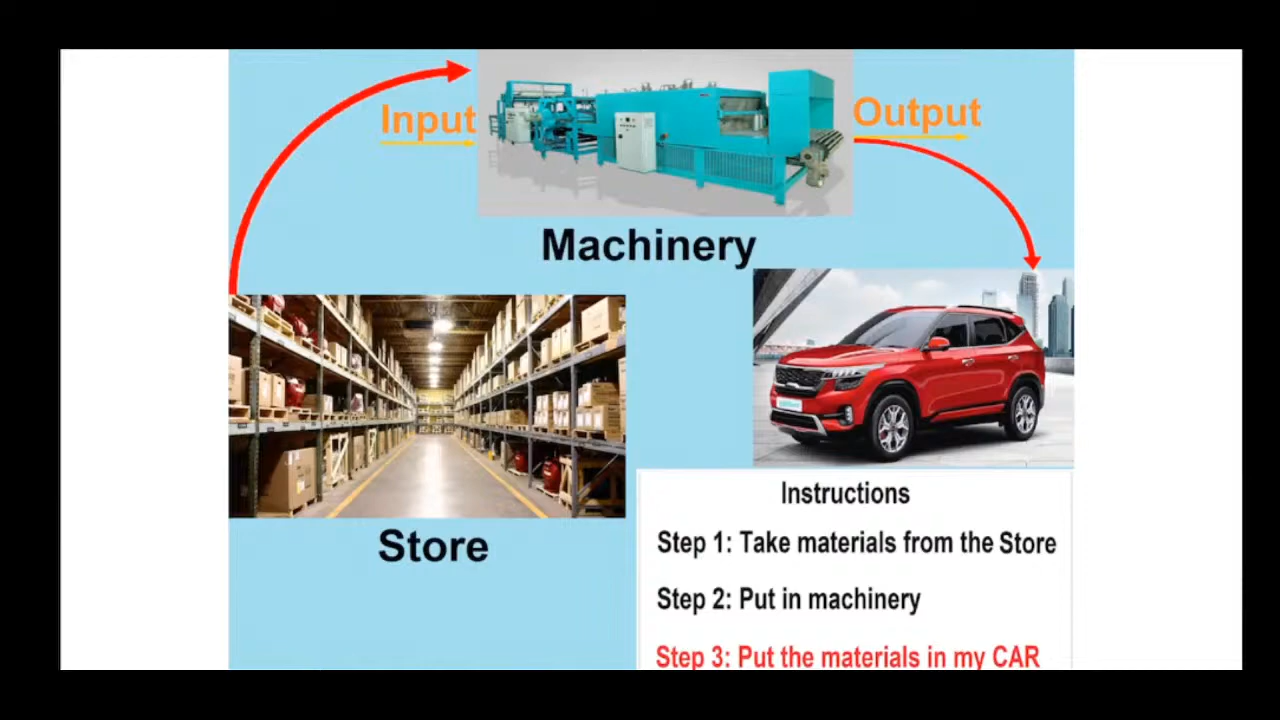 Input
Output
Machinery
Store
Instructions
Step 1: Take materials from the Store
Step 2: Put in machinery
Step 3: Put the materials in my CAR